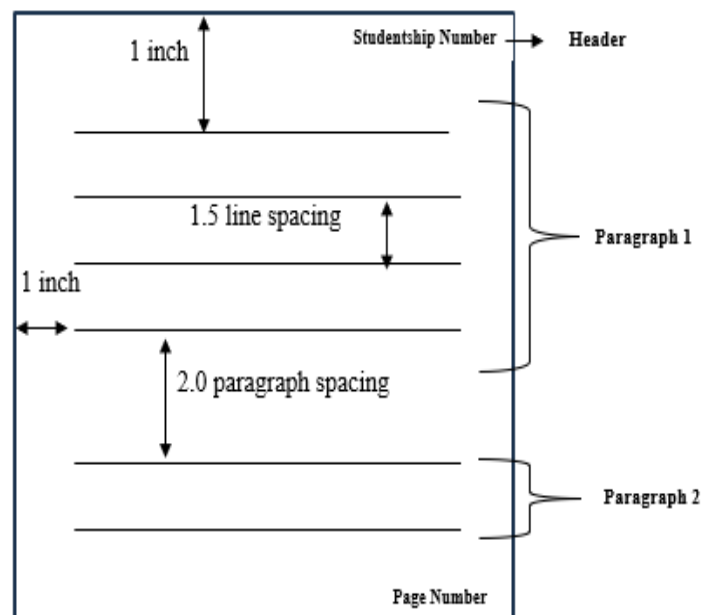 Studentship Number
Header
1 inch
1.5 line spacing
Paragraph 1
1 inch
2.0 paragraph spacing
Paragraph 2
Page Number